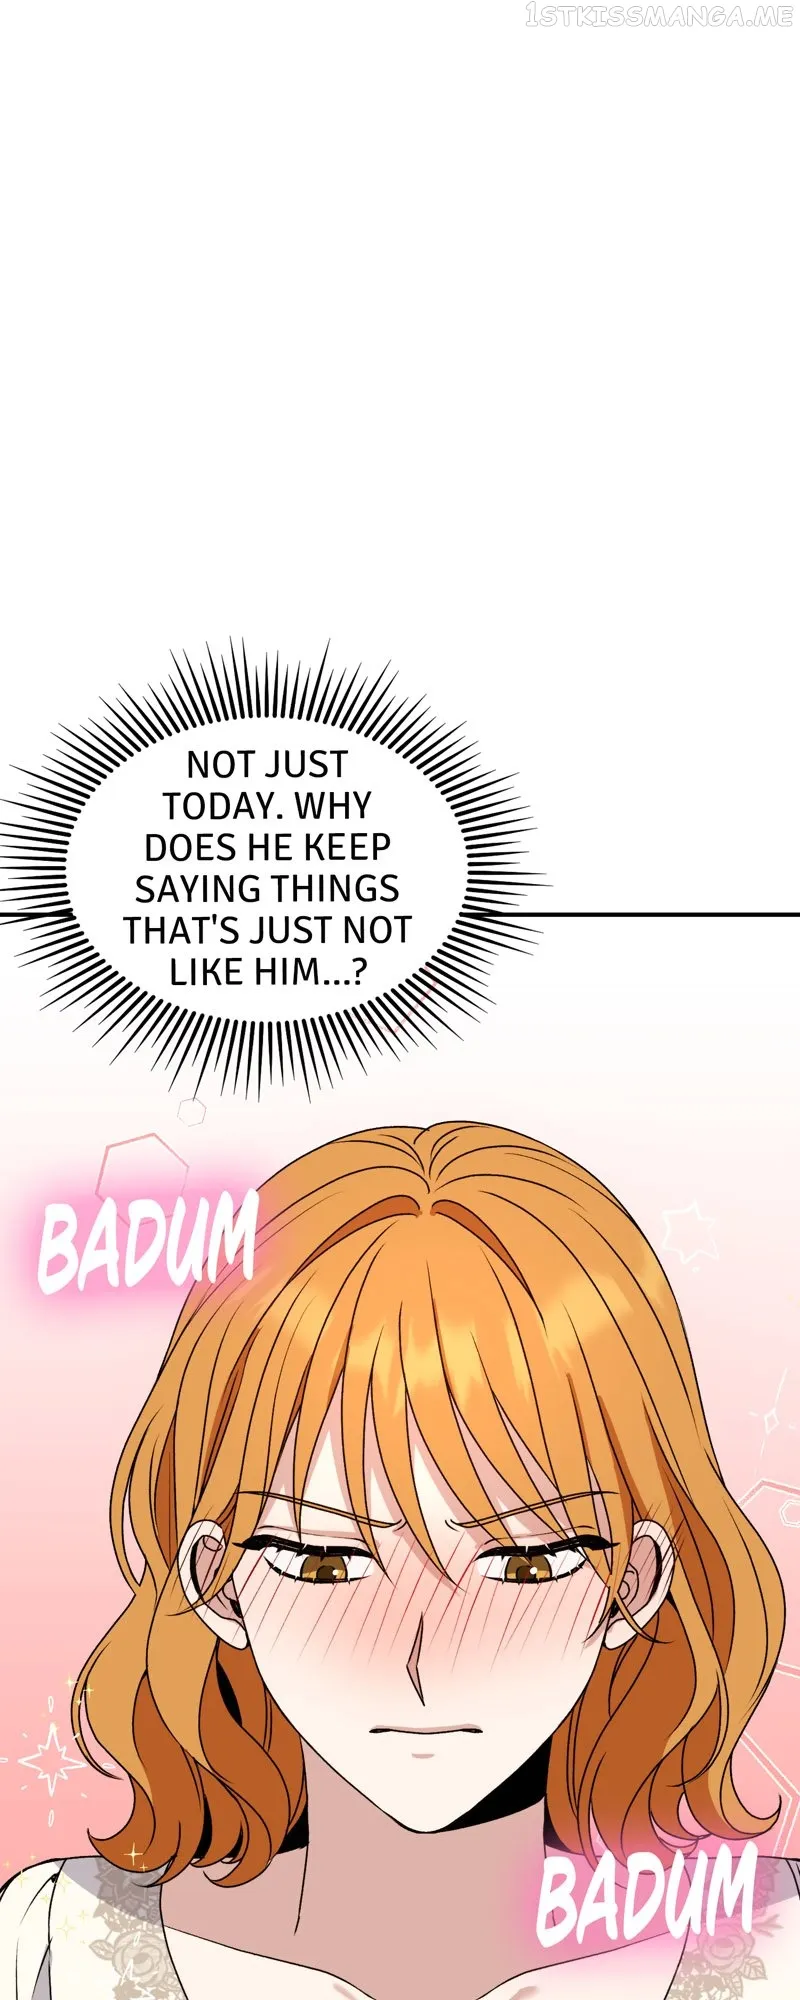 1STKISSMANGA.ME
NOT JUST
TODAY. WHY
DOES HE KEEP
SAYING THINGS
THAT'S JUST NOT
LIKE HIM...?
BADUM
BADUM